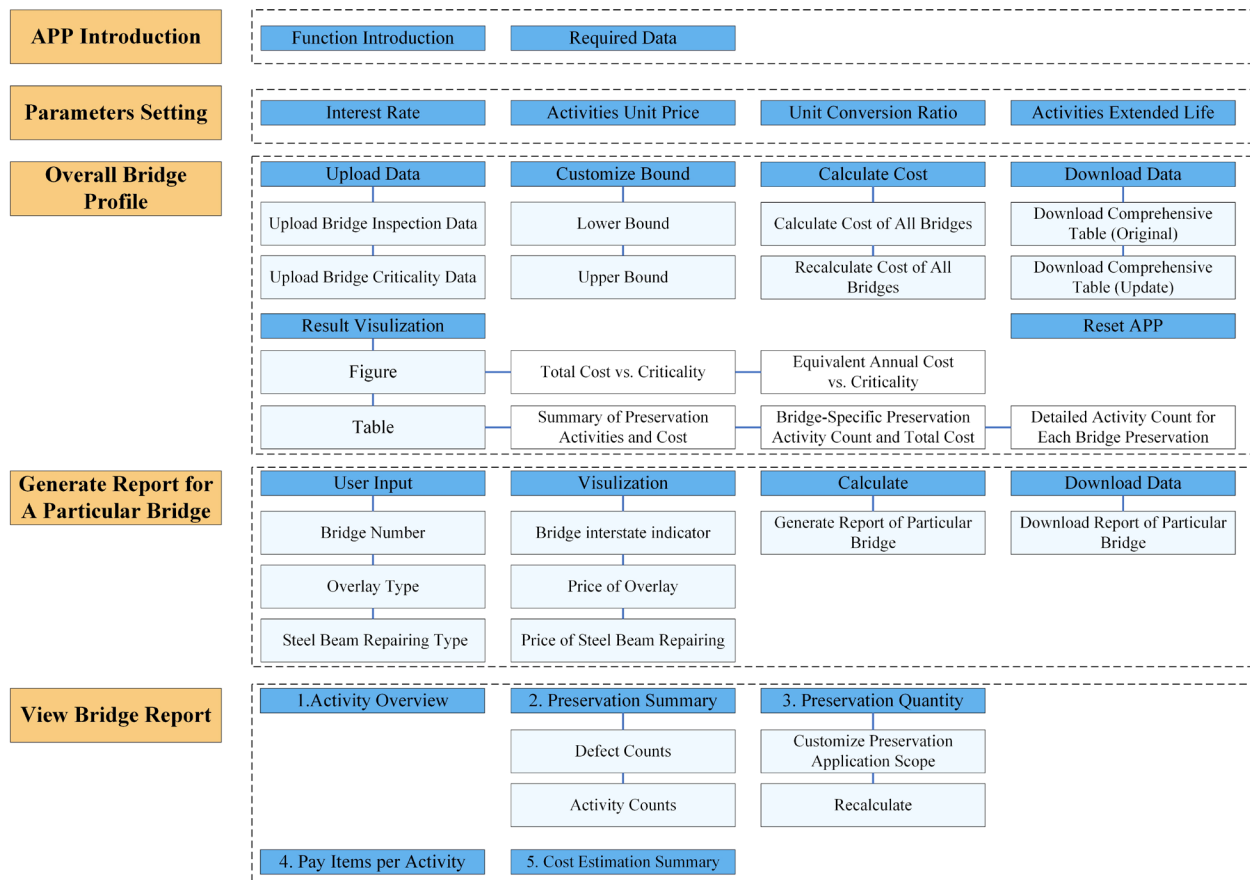 APP Introduction
Function Introduction
Required Data
Parameters Setting
Interest Rate
Activities Unit Price
Unit Conversion Ratio
Activities Extended Life
Overall Bridge
Profile
Upload Data
Customize Bound
Calculate Cost
Download Data
Upload Bridge Inspection Data
Lower Bound
Calculate Cost of All Bridges
Download Comprehensive
Table (Original)
Upload Bridge Criticality Data
Upper Bound
Recalculate Cost of All
Bridges
Download Comprehensive
Table (Update)
Result Visulization
Reset APP
Figure
Total Cost vs. Criticality
Equivalent Annual Cost
vs. Criticality
Table
Summary of Preservation
Activities and Cost
Bridge-Specific Preservation
Activity Count and Total Cost
Detailed Activity Count for
Each Bridge Preservation
Generate Report for
A Particular Bridge
User Input
Visulization
Calculate
Download Data
Bridge Number
Bridge interstate indicator
Generate Report of Particular
Bridge
Download Report of Particular
Bridge
Overlay Type
Price of Overlay
Steel Beam Repairing Type
Price of Steel Beam Repairing
View Bridge Report
1.Activity Overview
2. Preservation Summary
3. Preservation Quantity
Defect Counts
Customize Preservation
Application Scope
Activity Counts
Recalculate
4. Pay Items per Activity
5. Cost Estimation Summary